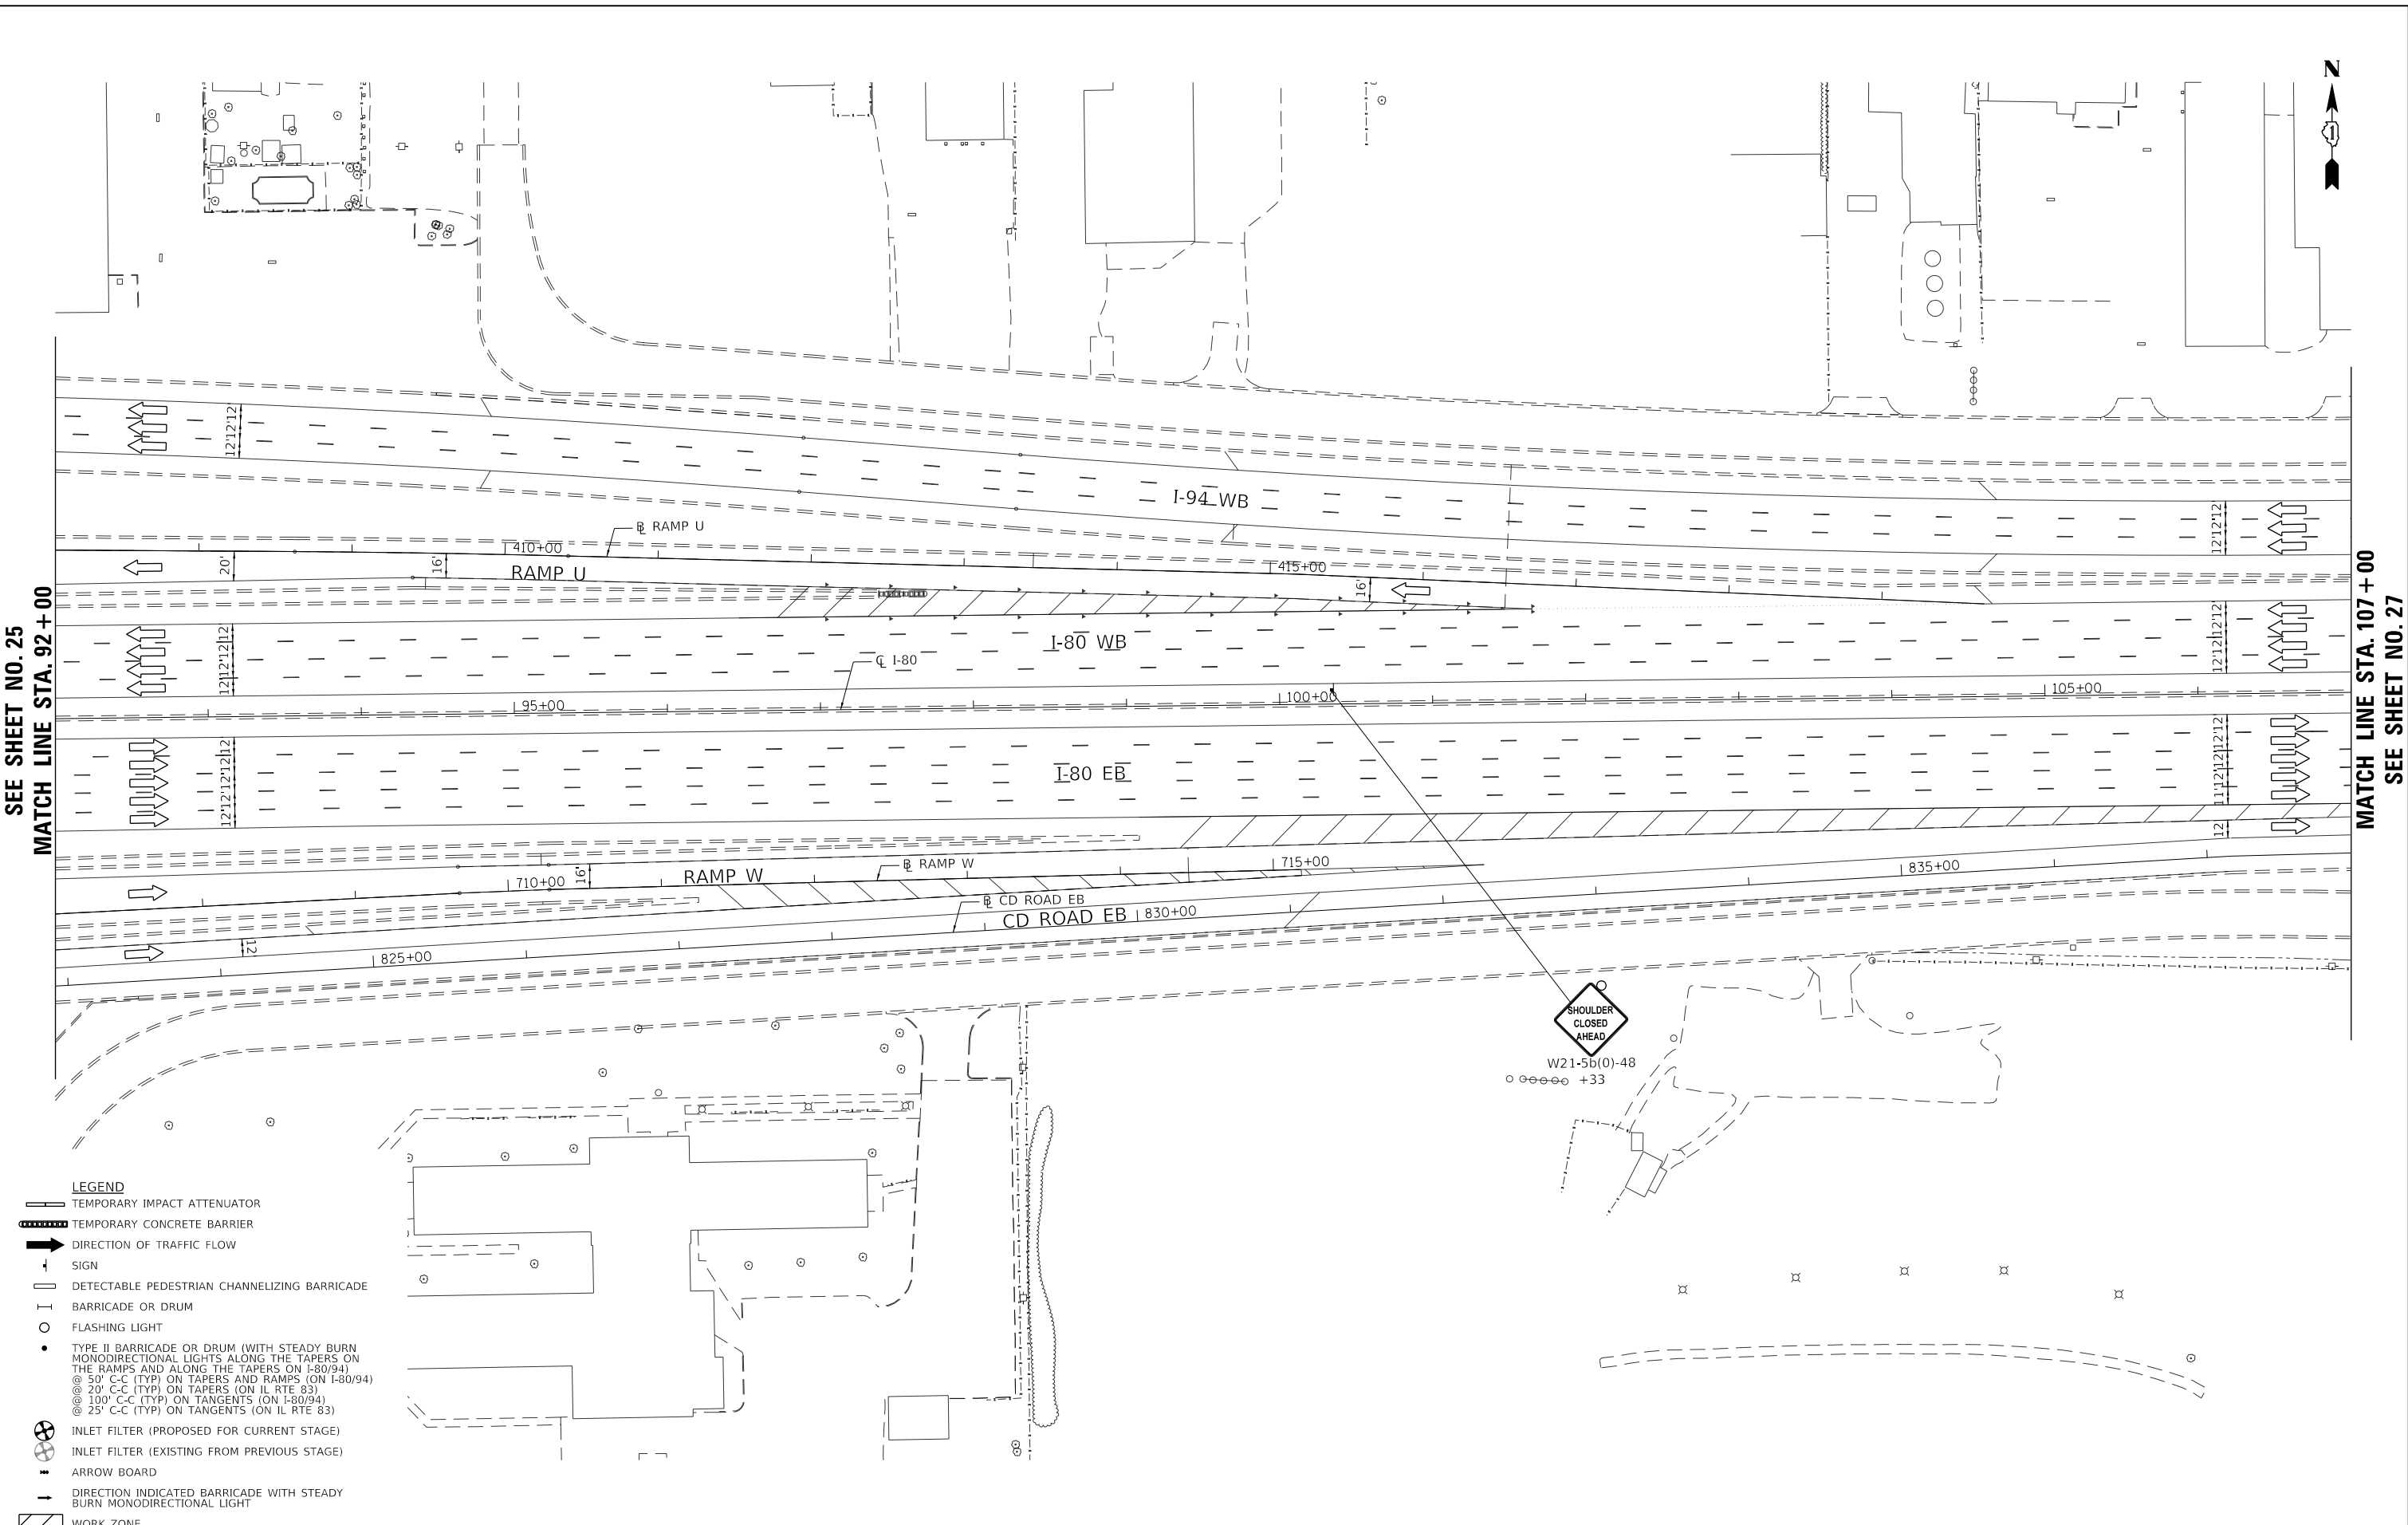 N
1
SEE SHEET NO. 25
MATCH LINE STA. 92+00
MATCH LINE STA. 107+00
SEE SHEET NO. 27
12'12'12'
I-94 WB
12'12'12'
BL RAMP U
410+00
415+00
20'
16'
RAMP U
16'
12'12'12'12'
I-80 WB
12'12'12'12'
CL I-80
95+00
100+00
105+00
12'12'12'12'12'
I-80 EB
11'12'12'12'12'
12
BL RAMP W
715+00
835+00
710+00
16'
RAMP W
BL CD ROAD EB
CD ROAD EB
830+00
12
825+00
SHOULDER
CLOSED
AHEAD
W21-5b(0)-48
+33
LEGEND
TEMPORARY IMPACT ATTENUATOR
TEMPORARY CONCRETE BARRIER
DIRECTION OF TRAFFIC FLOW
SIGN
DETECTABLE PEDESTRIAN CHANNELIZING BARRICADE
BARRICADE OR DRUM
FLASHING LIGHT
TYPE II BARRICADE OR DRUM (WITH STEADY BURN
MONODIRECTIONAL LIGHTS ALONG THE TAPERS ON
THE RAMPS AND ALONG THE TAPERS ON I-80/94)
@ 50' C-C (TYP) ON TAPERS AND RAMPS (ON I-80/94)
@ 20' C-C (TYP) ON TAPERS (ON IL RTE 83)
@ 100' C-C (TYP) ON TANGENTS (ON I-80/94)
@ 25' C-C (TYP) ON TANGENTS (ON IL RTE 83)
INLET FILTER (PROPOSED FOR CURRENT STAGE)
INLET FILTER (EXISTING FROM PREVIOUS STAGE)
ARROW BOARD
DIRECTION INDICATED BARRICADE WITH STEADY
BURN MONODIRECTIONAL LIGHT
WORK ZONE